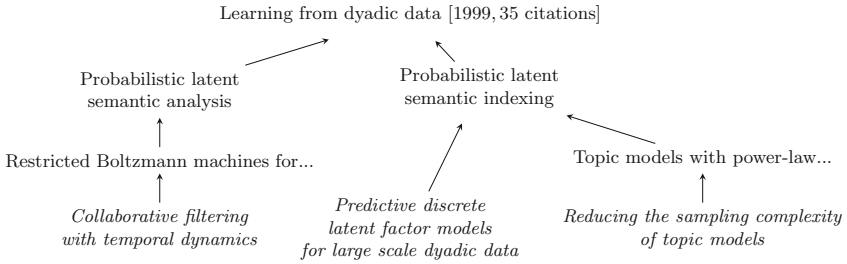 Learning from dyadic data [1999, 35 citations]
Probabilistic latent
semantic analysis
Probabilistic latent
semantic indexing
Restricted Boltzmann machines for...
Topic models with power-law...
Collaborative filtering
with temporal dynamics
Predictive discrete
latent factor models
for large scale dyadic data
Reducing the sampling complexity
of topic models